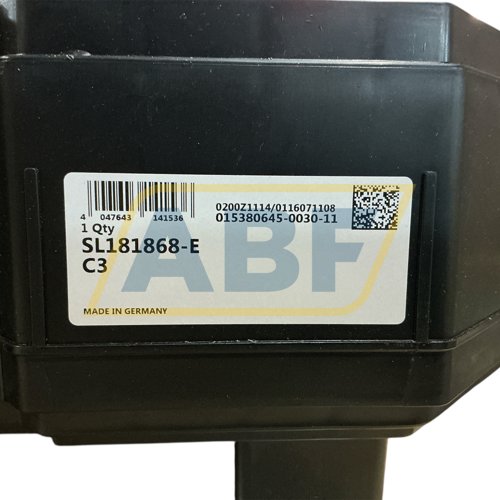 4 047643 141536
0200Z1114/0116071108
015380645-0030-11
1 Qty
SL181868-E
C3
MADE IN GERMANY
ABF